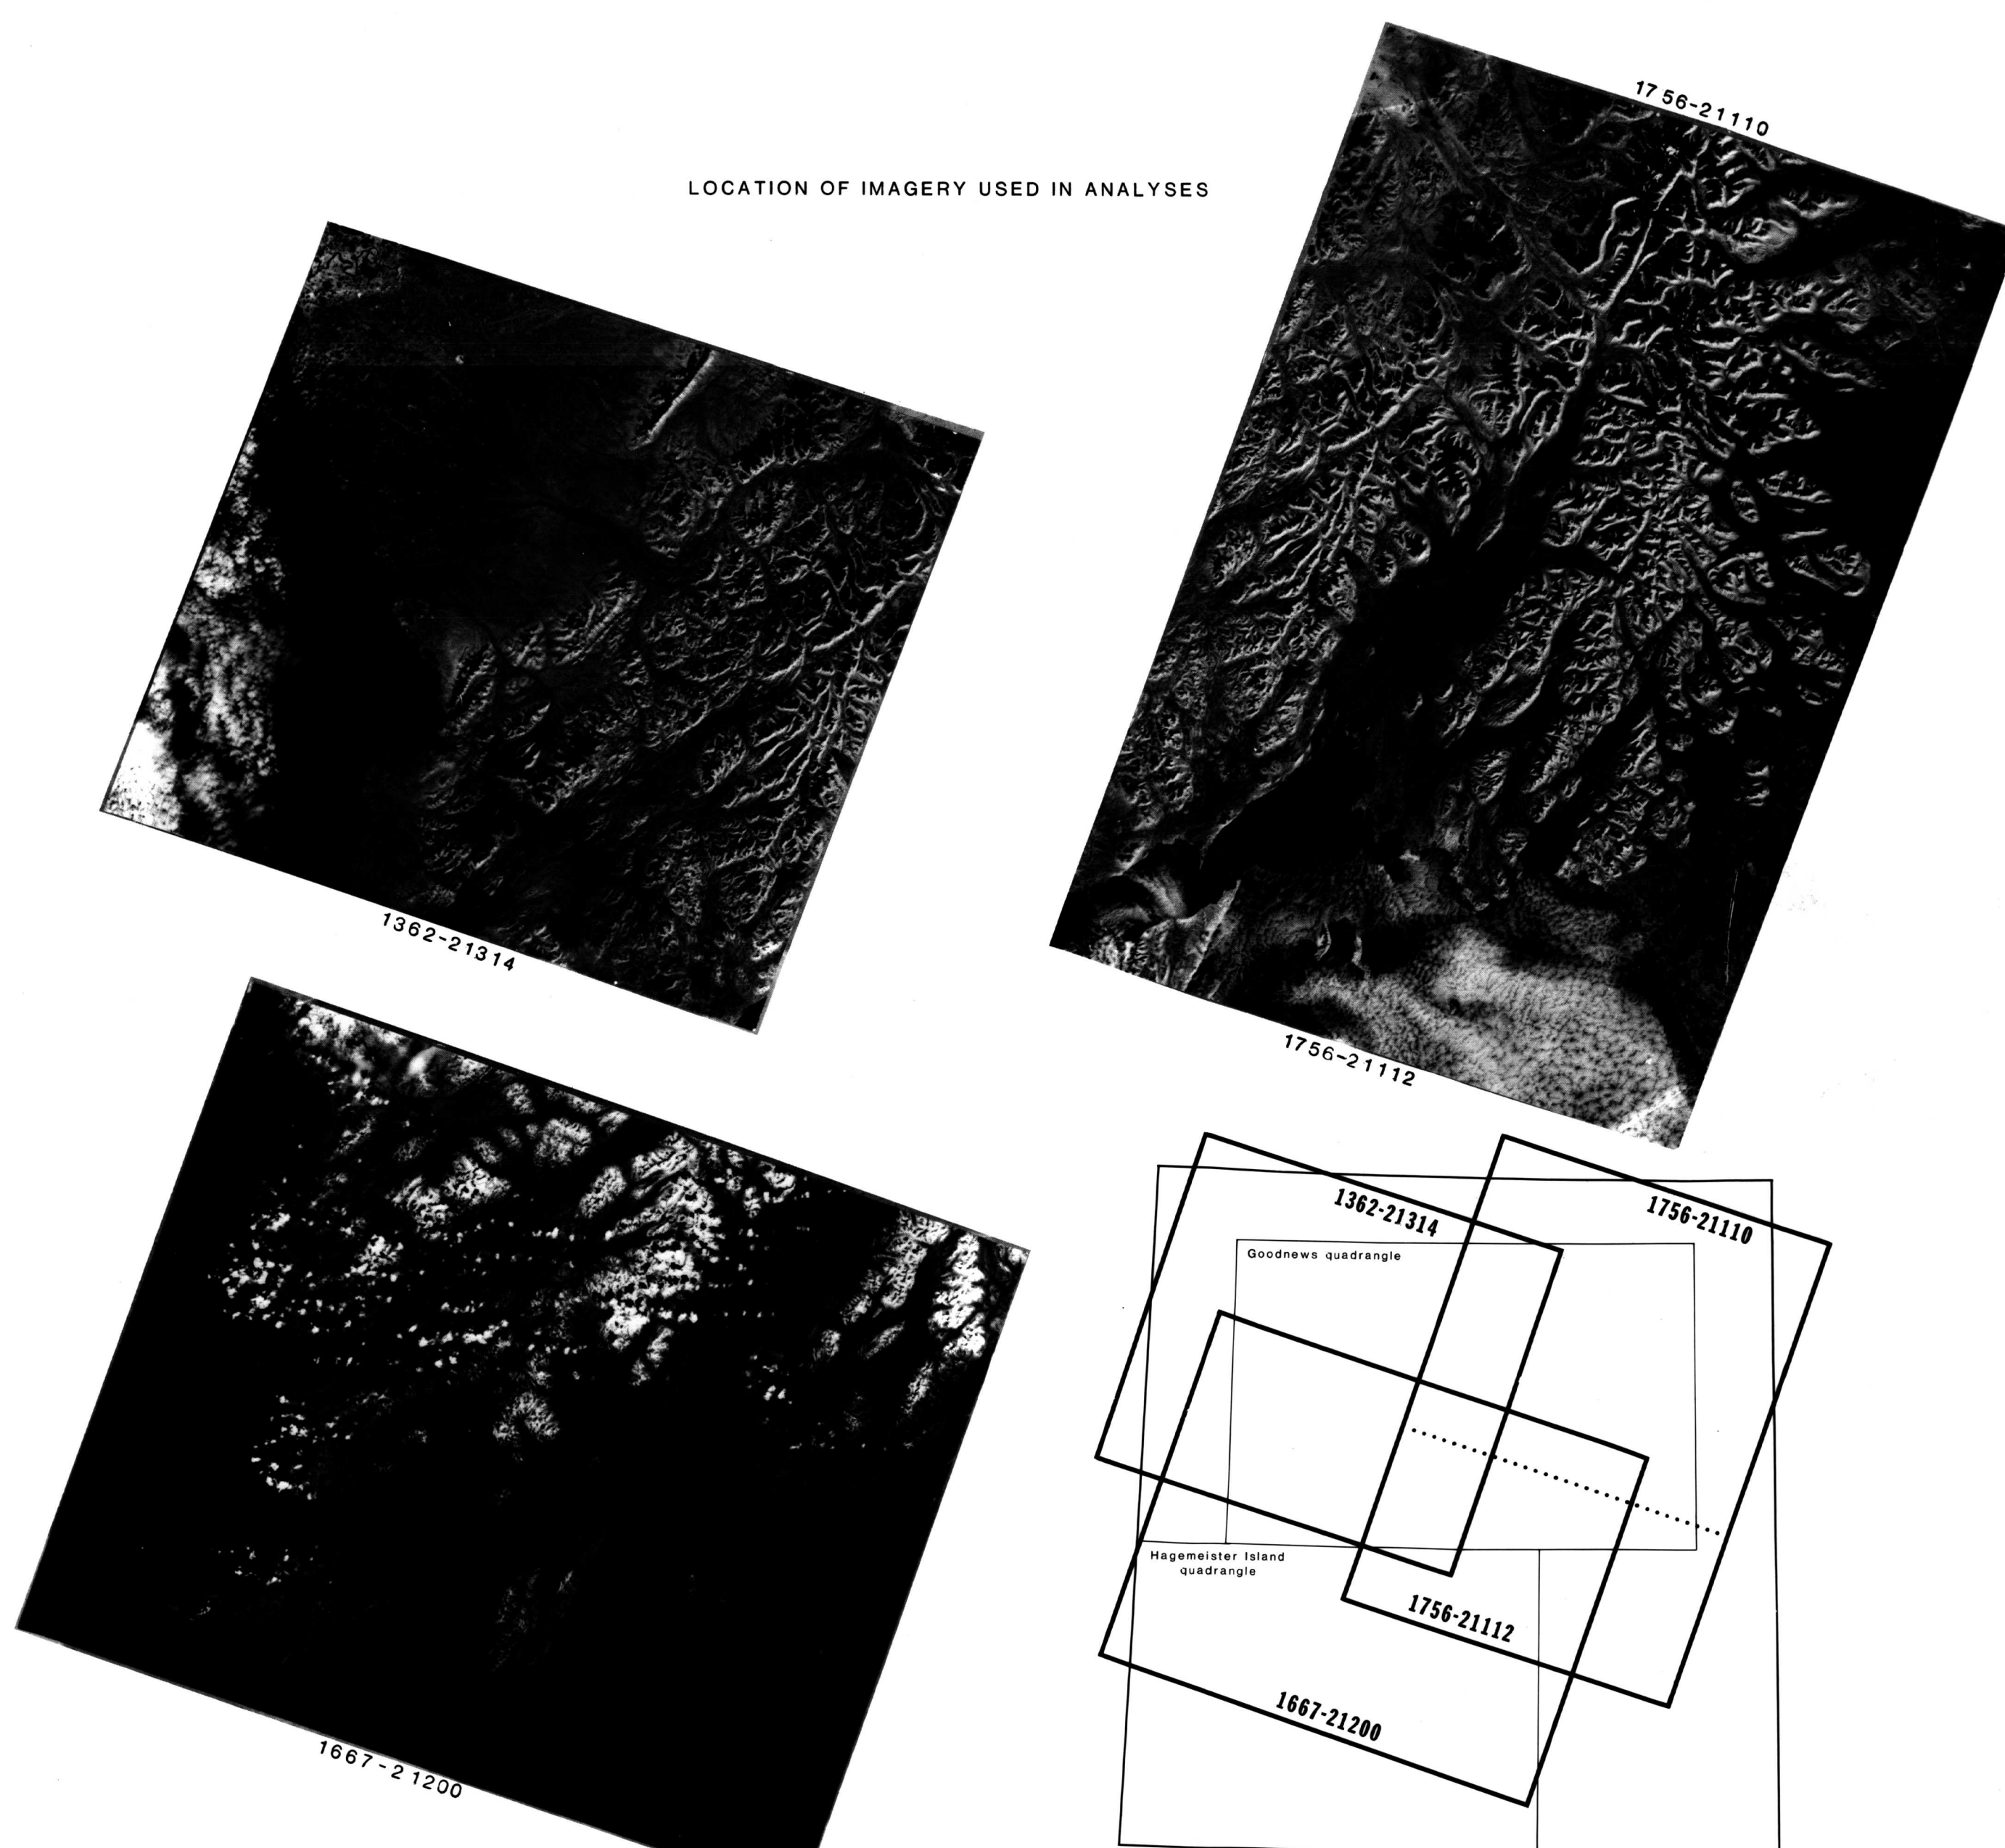 1756-21110
LOCATION OF IMAGERY USED IN ANALYSES
1362-21314
1756-21112
1362-21314
1756-21110
Goodnews quadrangle
Hagemeister Island
quadrangle
1756-21112
1667-21200
1667-21200